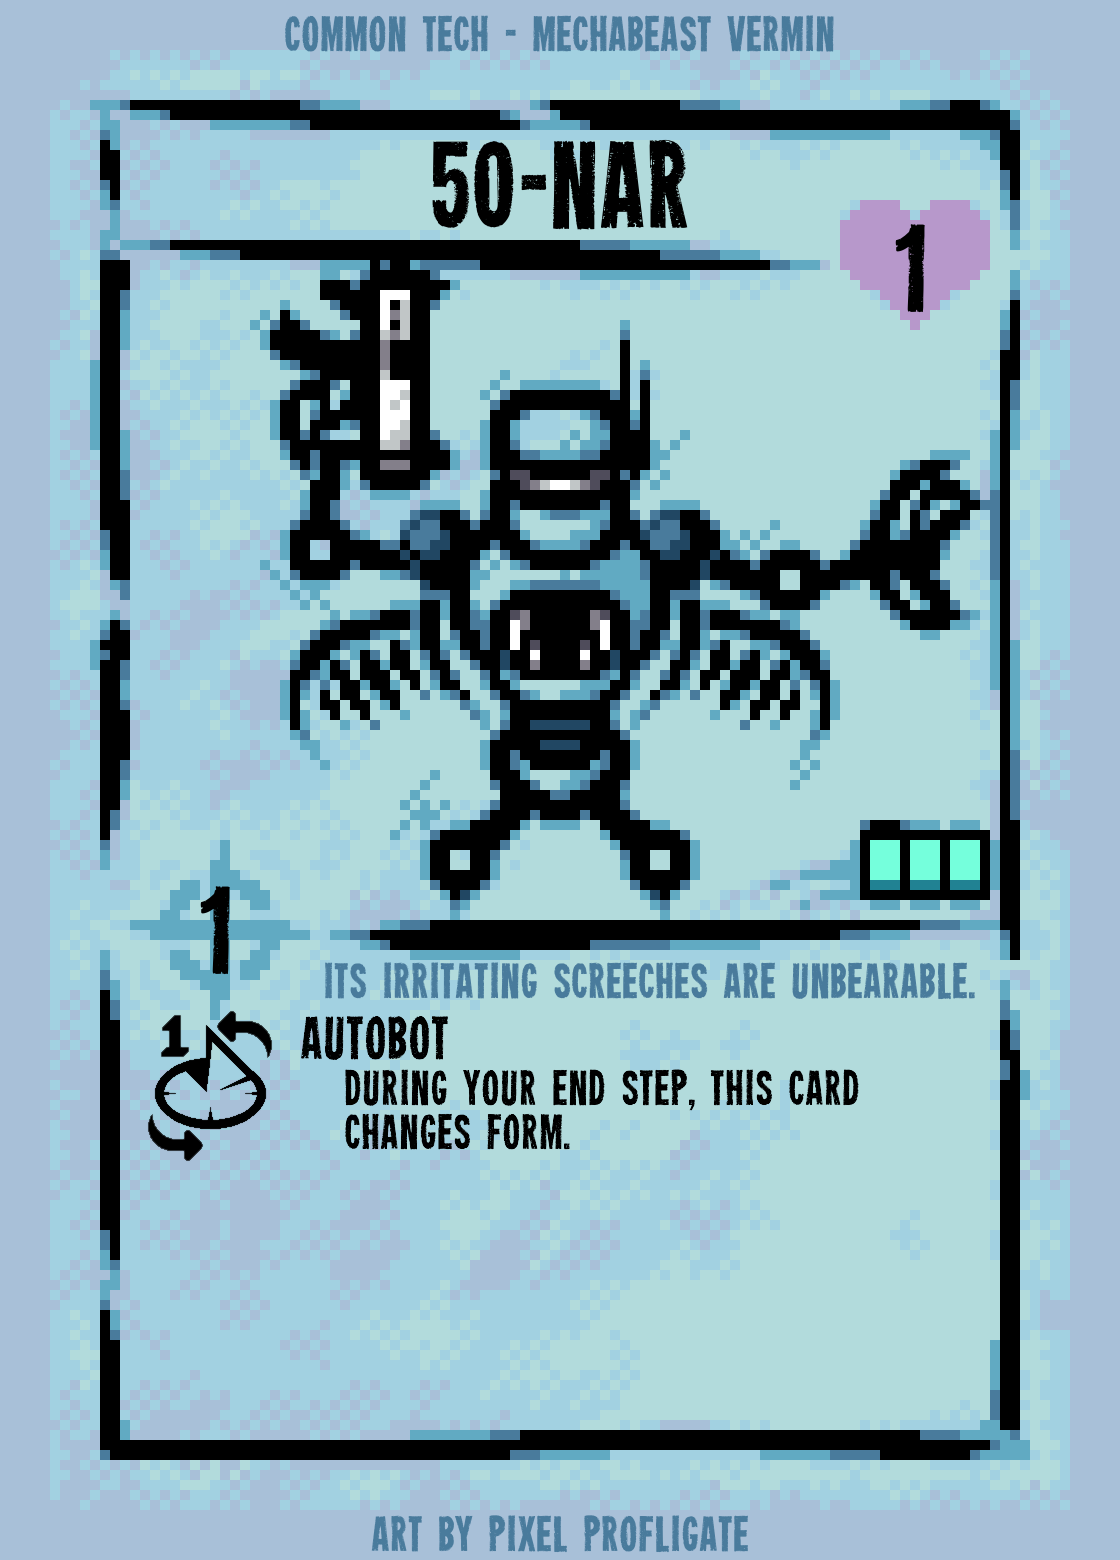 COMMON TECH - MECHABEAST VERMIN
50-NAR
1
1
ITS IRRITATING SCREECHES ARE UNBEARABLE.
1
AUTOBOT
DURING YOUR END STEP, THIS CARD
CHANGES FORM.
ART BY PIXEL PROFLIGATE